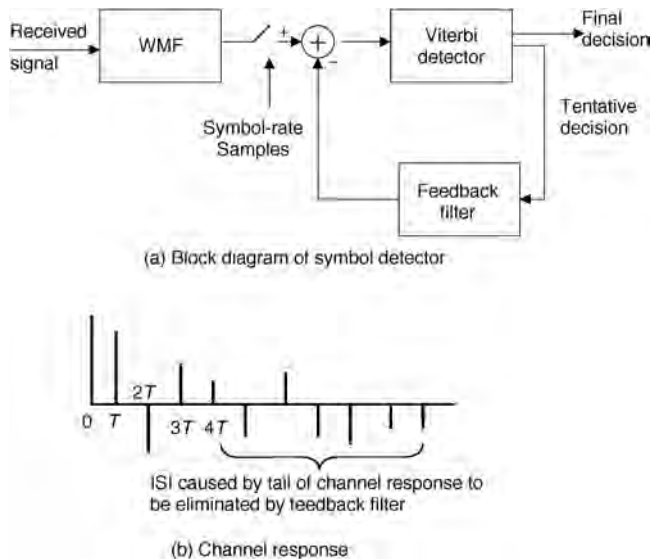 Received
signal
WMF
+
+
−
Viterbi
detector
Final
decision
Tentative
decision
Symbol-rate
Samples
Feedback
filter
(a) Block diagram of symbol detector
0
T
2T
3T
4T
ISI caused by tail of channel response to
be eliminated by feedback filter
(b) Channel response